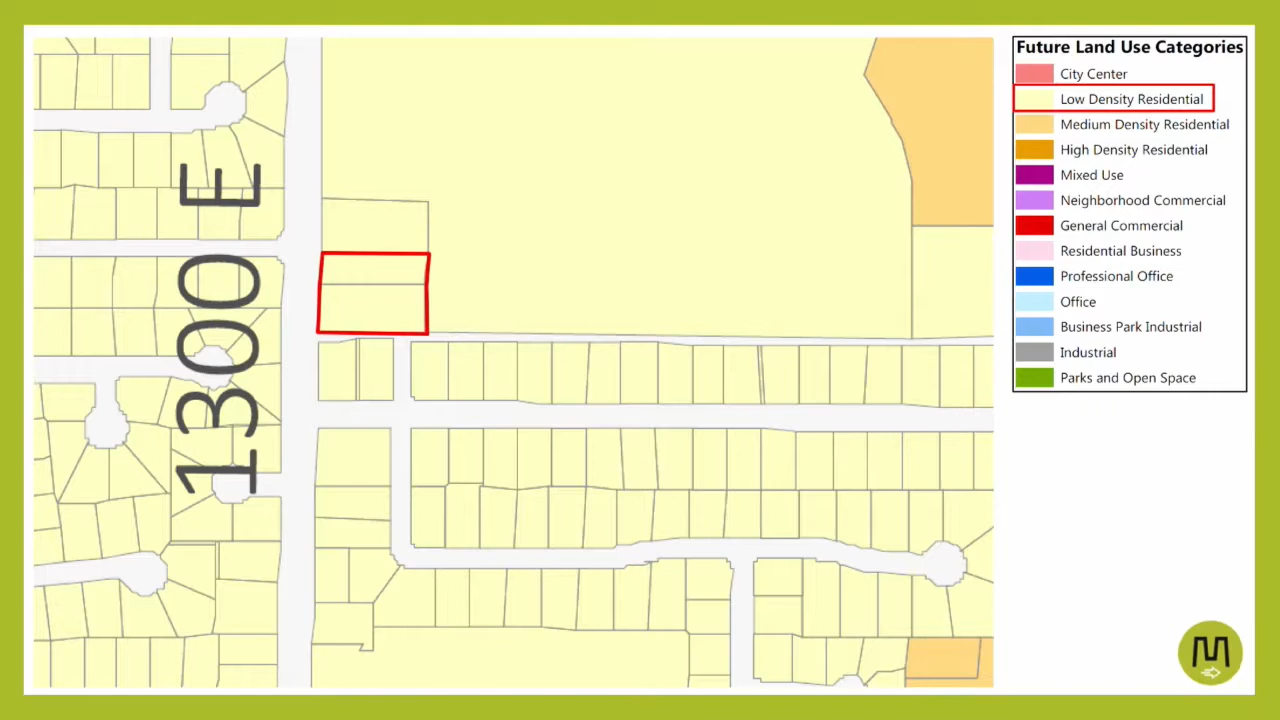 1300 E
Future Land Use Categories
City Center
Low Density Residential
Medium Density Residential
High Density Residential
Mixed Use
Neighborhood Commercial
General Commercial
Residential Business
Professional Office
Office
Business Park Industrial
Industrial
Parks and Open Space